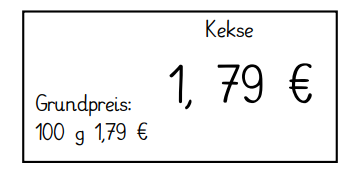 Kekse
1, 79 €
Grundpreis:
100 g 1,79 €